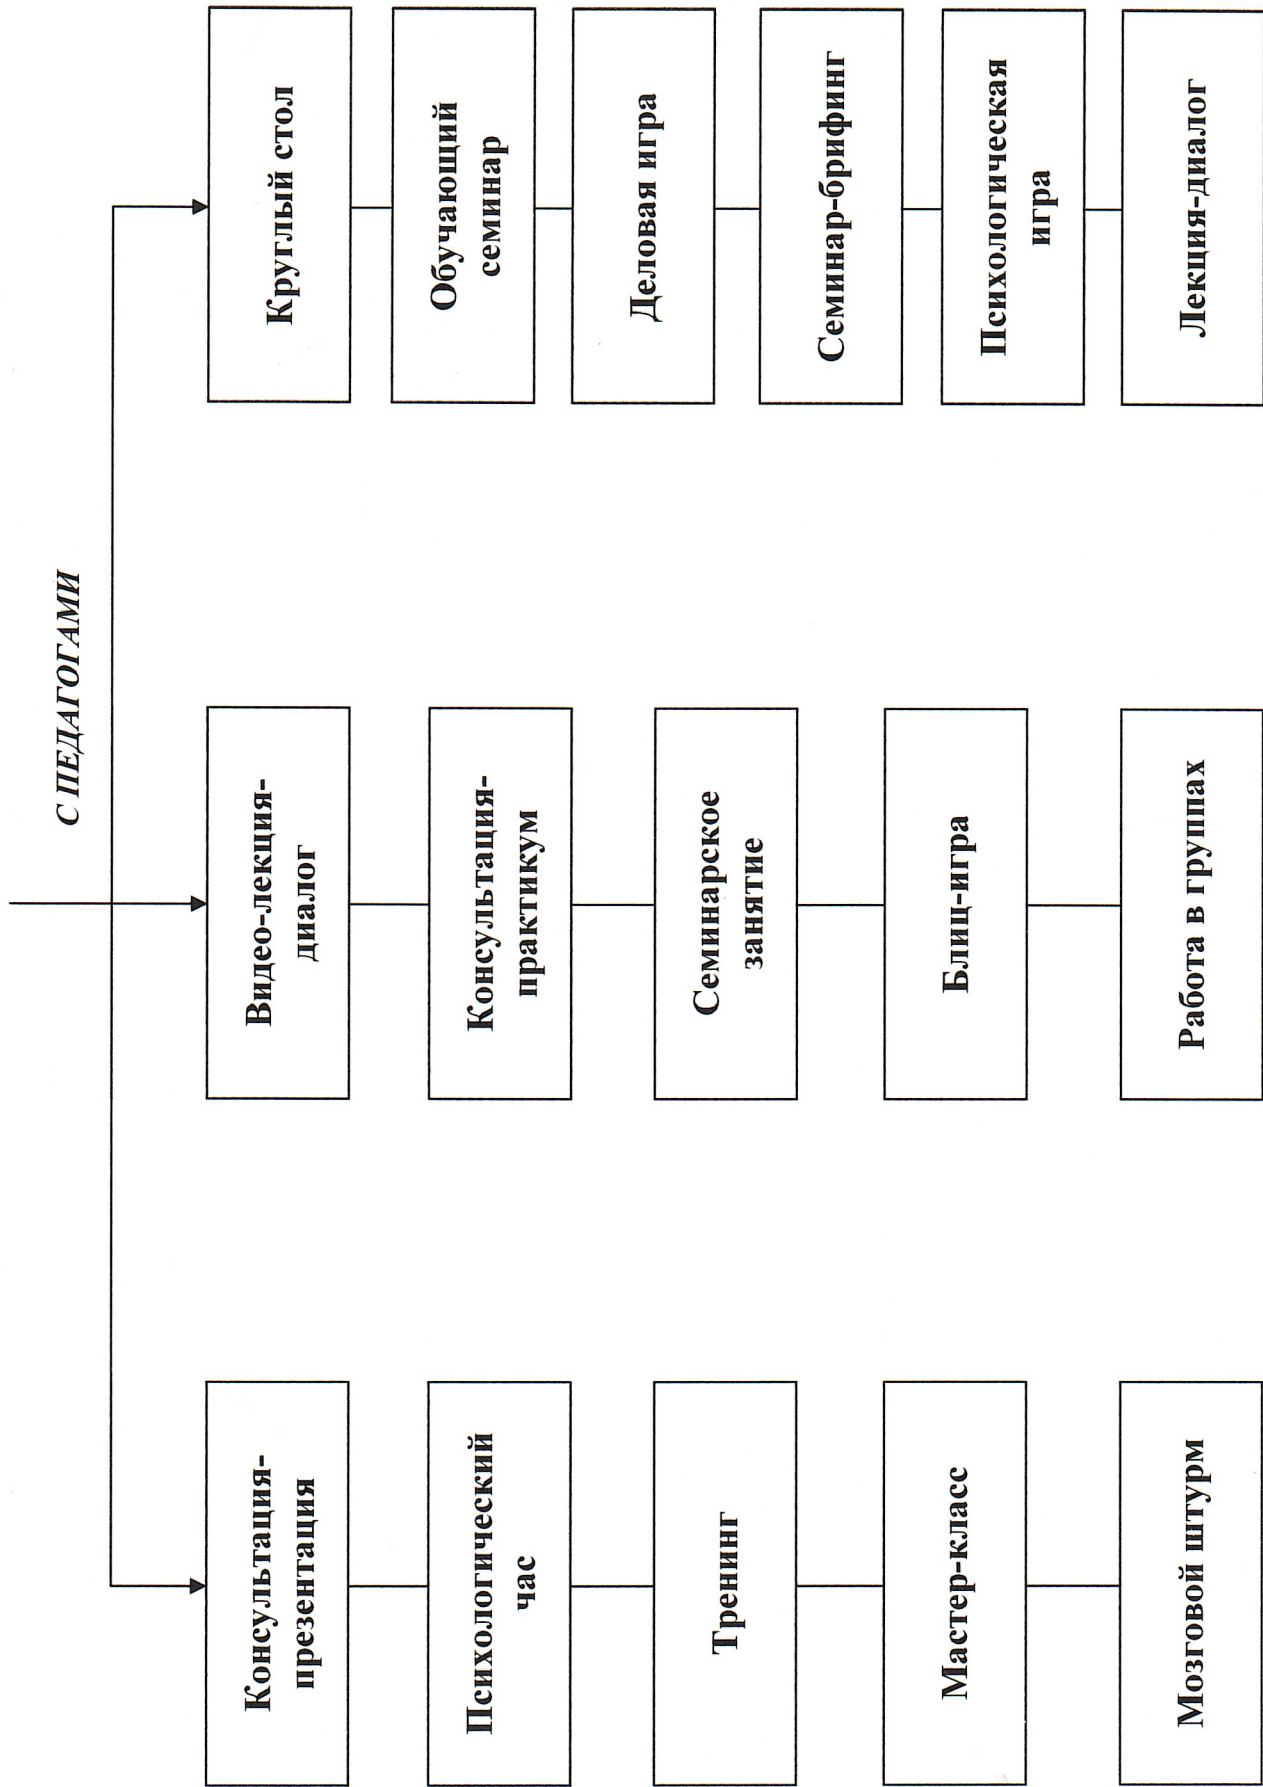 С ПЕДАГОГАМИ
Консультация-
презентация
Психологический
час
Тренинг
Мастер-класс
Мозговой штурм
Видео-лекция-
диалог
Консультация-
практикум
Семинарское
занятие
Блиц-игра
Работа в группах
Круглый стол
Обучающий
семинар
Деловая игра
Семинар-брифинг
Психологическая
игра
Лекция-диалог